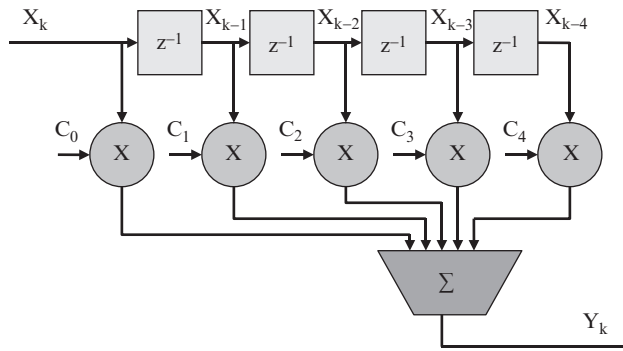 X_k X_{k–1} X_{k–2} X_{k–3} X_{k–4}
z⁻¹ z⁻¹ z⁻¹ z⁻¹
C_0 C_1 C_2 C_3 C_4
X X X X X
Σ
Y_k